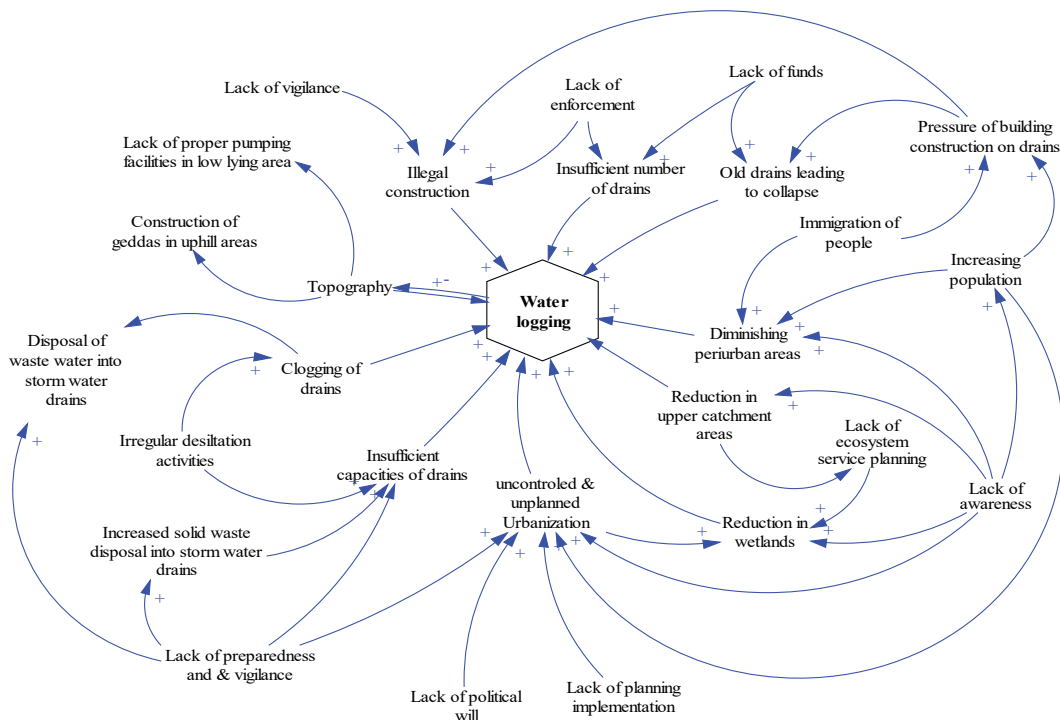 Lack of vigilance
Lack of
enforcement
Lack of funds
Lack of proper pumping
facilities in low lying area
Illegal
construction
Insufficient number
of drains
Old drains leading
to collapse
Pressure of building
construction on drains
Construction of
geddas in uphill areas
Immigration of
people
Increasing
population
Topography
Water
logging
Diminishing
periurban areas
Disposal of
waste water into
storm water
drains
Clogging of
drains
Reduction in
upper catchment
areas
Lack of
ecosystem
service planning
Irregular desiltation
activities
Insufficient
capacities of drains
uncontroled &
unplanned
Urbanization
Reduction in
wetlands
Lack of
awareness
Increased solid waste
disposal into storm water
drains
Lack of preparedness
and & vigilance
Lack of political
will
Lack of planning
implementation